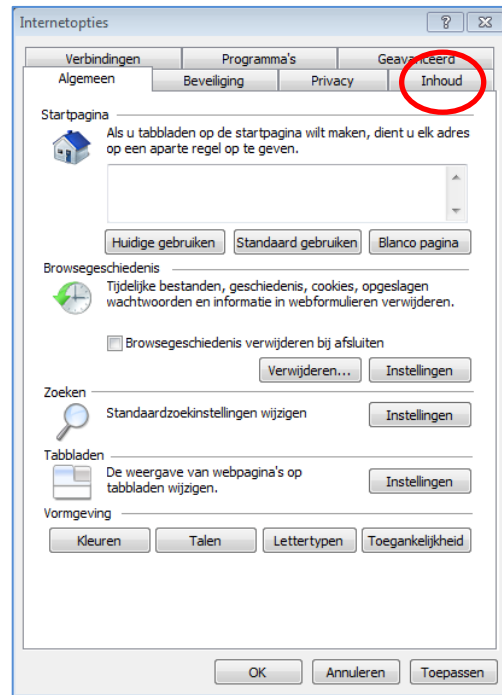 Internetopties
Verbindingen Programma's Geavanceerd
Algemeen Beveiliging Privacy Inhoud
Startpagina
Als u tabbladen op de startpagina wilt maken, dient u elk adres
op een aparte regel op te geven.
Huidige gebruiken Standaard gebruiken Blanco pagina
Browsegeschiedenis
Tijdelijke bestanden, geschiedenis, cookies, opgeslagen
wachtwoorden en informatie in webformulieren verwijderen.
Browsegeschiedenis verwijderen bij afsluiten
Verwijderen... Instellingen
Zoeken
Standaardzoekinstellingen wijzigen Instellingen
Tabbladen
De weergave van webpagina's op
tabbladen wijzigen. Instellingen
Vormgeving
Kleuren Talen Lettertypen Toegankelijkheid
OK Annuleren Toepassen